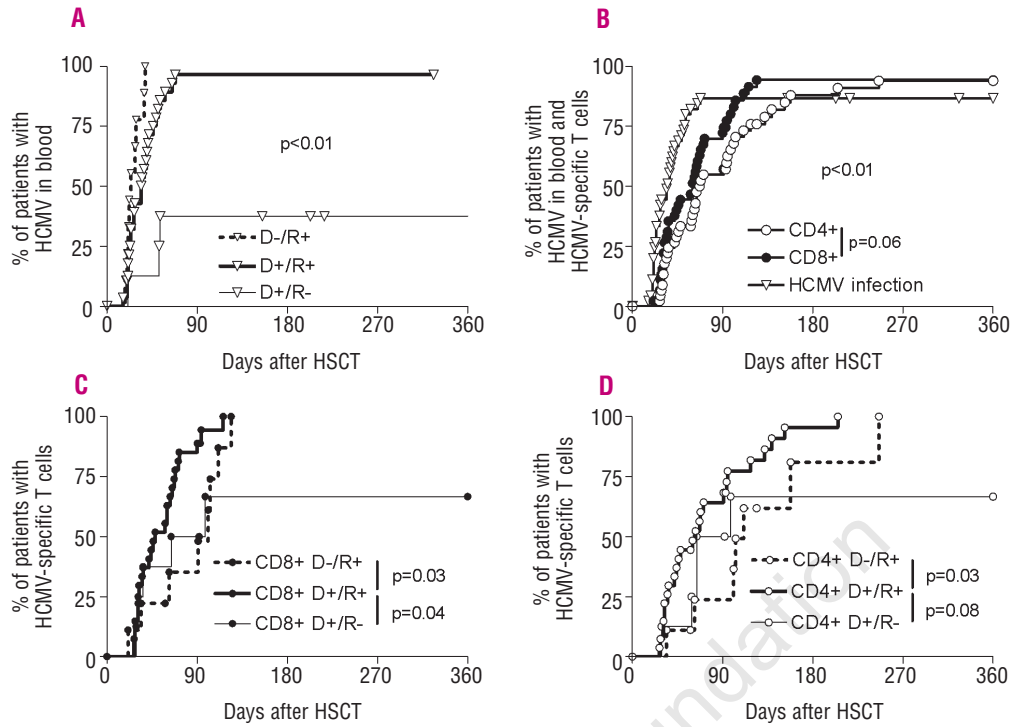 A
% of patients with
HCMV in blood
100
75
50
25
0
p<0.01
D-/R+
D+/R+
D+/R-
0 90 180 270 360
Days after HSCT
B
% of patients with
HCMV in blood and
HCMV-specific T cells
100
75
50
25
0
p<0.01
CD4+
CD8+
p=0.06
HCMV infection
0 90 180 270 360
Days after HSCT
C
% of patients with
HCMV-specific T cells
100
75
50
25
0
CD8+ D-/R+
CD8+ D+/R+
CD8+ D+/R-
p=0.03
p=0.04
0 90 180 270 360
Days after HSCT
D
% of patients with
HCMV-specific T cells
100
75
50
25
0
CD4+ D-/R+
CD4+ D+/R+
CD4+ D+/R-
p=0.03
p=0.08
0 90 180 270 360
Days after HSCT
undation